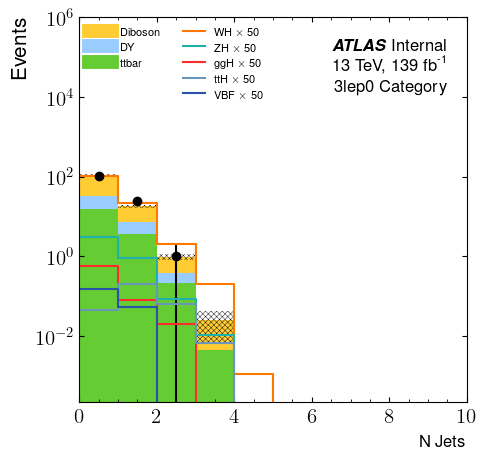 Events
10^6
10^4
10^2
10^0
10^−2
Diboson
DY
ttbar
WH × 50
ZH × 50
ggH × 50
ttH × 50
VBF × 50
ATLAS Internal
13 TeV, 139 fb^-1
3lep0 Category
0 2 4 6 8 10
N Jets